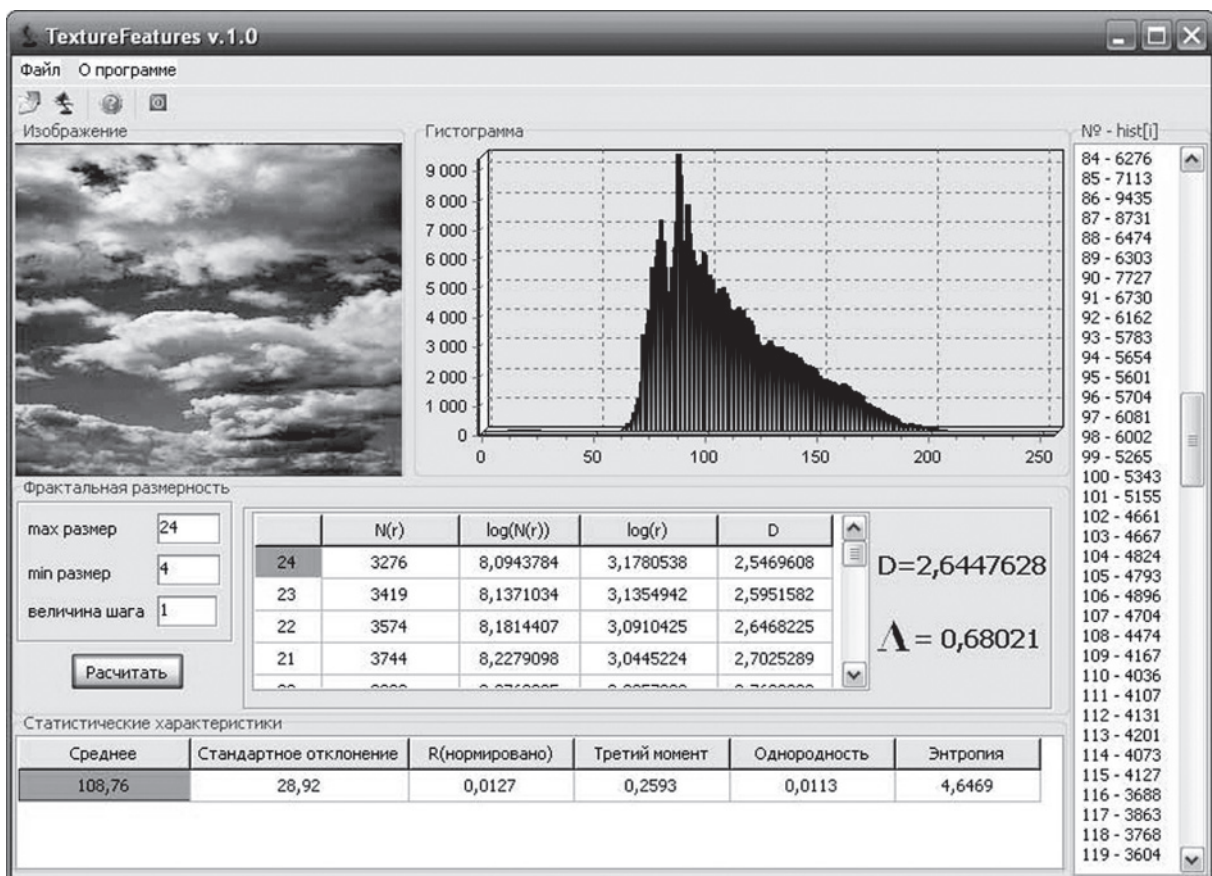 TextureFeatures v.1.0
Файл О программе
Изображение
Гистограмма
9 000
8 000
7 000
6 000
5 000
4 000
3 000
2 000
1 000
0
0 50 100 150 200 250
№ - hist[i]
84 - 6276
85 - 7113
86 - 9435
87 - 8731
88 - 6474
89 - 6303
90 - 7727
91 - 6730
92 - 6162
93 - 5783
94 - 5654
95 - 5601
96 - 5704
97 - 6081
98 - 6002
99 - 5265
100 - 5343
101 - 5155
102 - 4661
103 - 4667
104 - 4824
105 - 4793
106 - 4896
107 - 4704
108 - 4474
109 - 4167
110 - 4036
111 - 4107
112 - 4131
113 - 4201
114 - 4073
115 - 4127
116 - 3688
117 - 3863
118 - 3768
119 - 3604
Фрактальная размерность
max размер 24
min размер 4
величина шага 1
Расчитать
N(r) log(N(r)) log(r) D
24 3276 8,0943784 3,1780538 2,5469608
23 3419 8,1371034 3,1354942 2,5951582
22 3574 8,1814407 3,0910425 2,6468225
21 3744 8,2279098 3,0445224 2,7025289
D=2,6447628
Λ = 0,68021
Статистические характеристики
Среднее Стандартное отклонение R(нормировано) Третий момент Однородность Энтропия
108,76 28,92 0,0127 0,2593 0,0113 4,6469